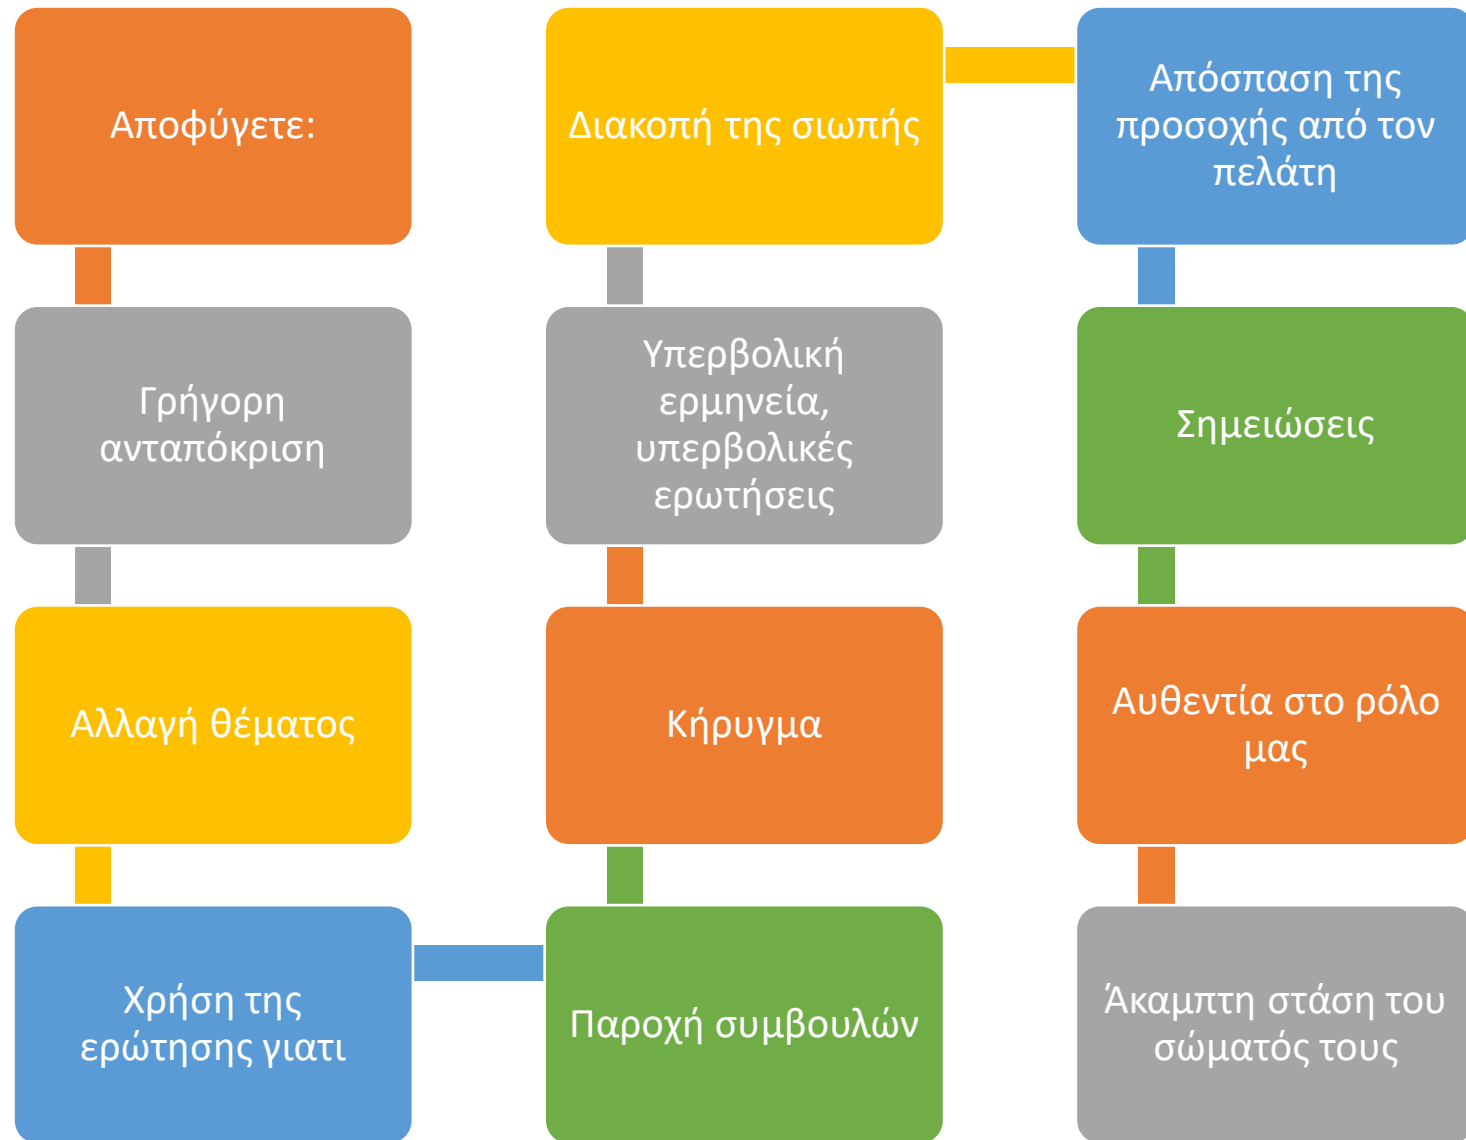 Αποφύγετε:
Γρήγορη
ανταπόκριση
Αλλαγή θέματος
Χρήση της
ερώτησης γιατι
Παροχή συμβουλών
Κήρυγμα
Υπερβολική
ερμηνεία,
υπερβολικές
ερωτήσεις
Διακοπή της σιωπής
Απόσπαση της
προσοχής από τον
πελάτη
Σημειώσεις
Αυθεντία στο ρόλο
μας
Άκαμπτη στάση του
σώματός τους